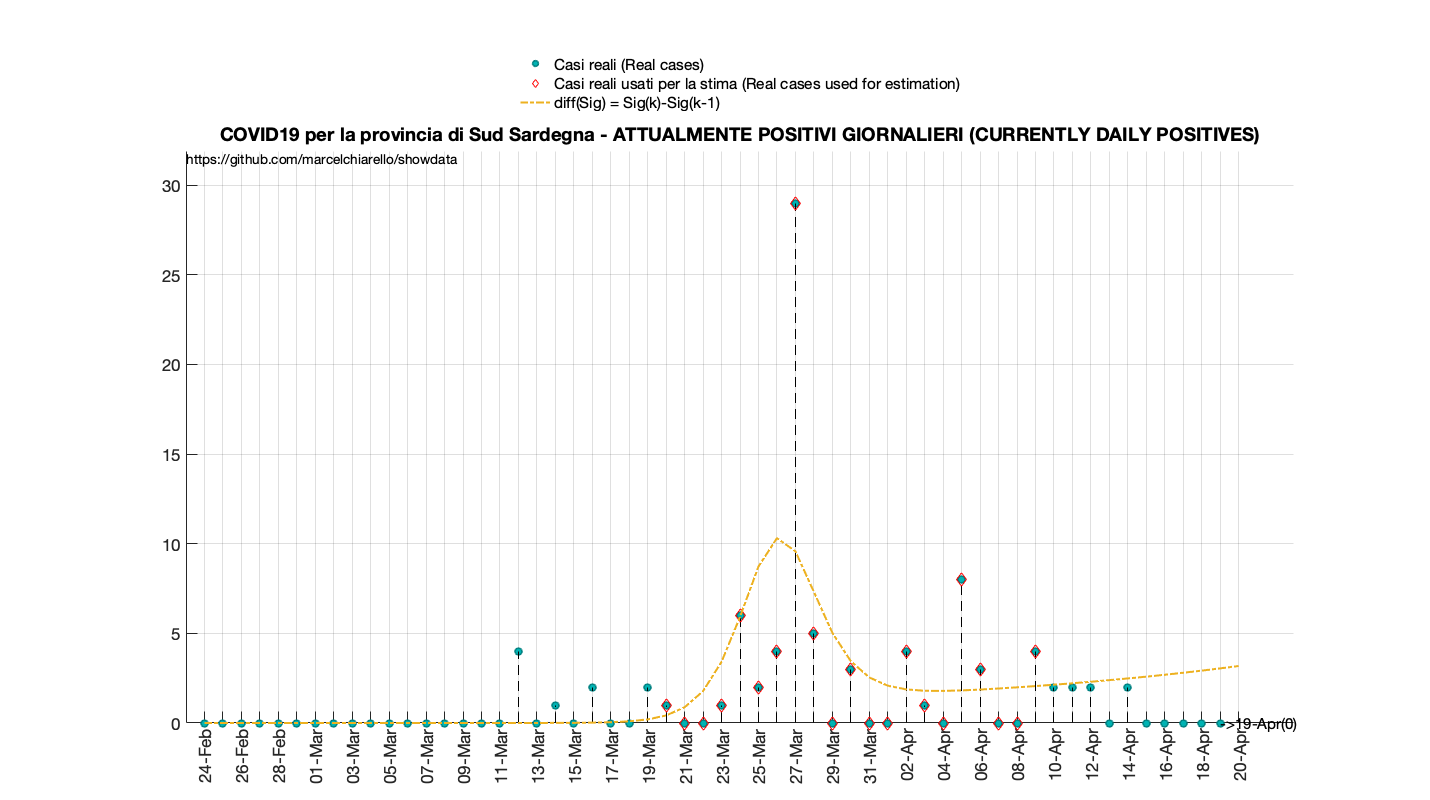 Casi reali (Real cases)
Casi reali usati per la stima (Real cases used for estimation)
diff(Sig) = Sig(k)-Sig(k-1)
COVID19 per la provincia di Sud Sardegna - ATTUALMENTE POSITIVI GIORNALIERI (CURRENTLY DAILY POSITIVES)
https://github.com/marcelchiarello/showdata
30
25
20
15
10
5
0
->19-Apr(0)
24-Feb
26-Feb
28-Feb
01-Mar
03-Mar
05-Mar
07-Mar
09-Mar
11-Mar
13-Mar
15-Mar
17-Mar
19-Mar
21-Mar
23-Mar
25-Mar
27-Mar
29-Mar
31-Mar
02-Apr
04-Apr
06-Apr
08-Apr
10-Apr
12-Apr
14-Apr
16-Apr
18-Apr
20-Apr